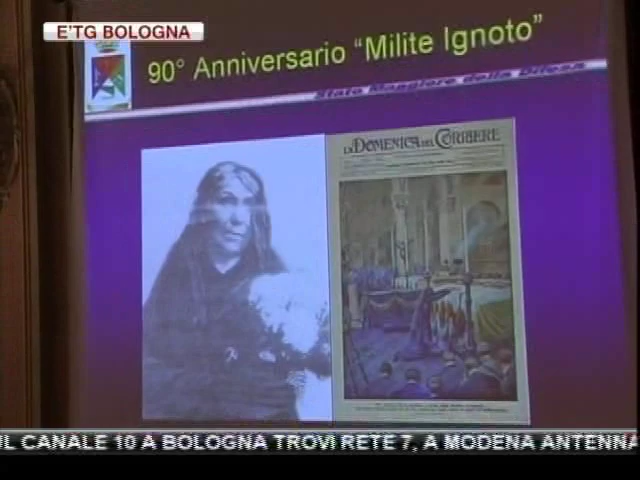 E'TG BOLOGNA
90° Anniversario "Milite Ignoto"
Stato Maggiore della Difesa
LA DOMENICA DEL CORRIERE
IL CANALE 10 A BOLOGNA TROVI RETE 7, A MODENA ANTENNA